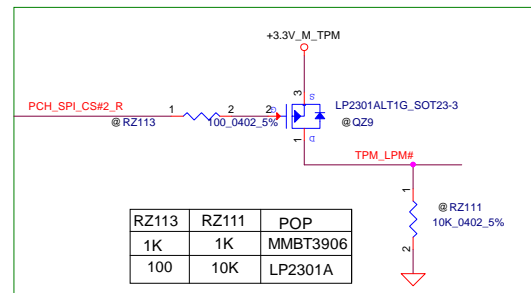 +3.3V_M_TPM
3
S
LP2301ALT1G_SOT23-3
PCH_SPI_CS#2_R
1
2
2
G
@RZ113
100_0402_5%
@QZ9
1
D
TPM_LPM#
1
@RZ111
10K_0402_5%
2
RZ113 RZ111 POP
1K 1K MMBT3906
100 10K LP2301A